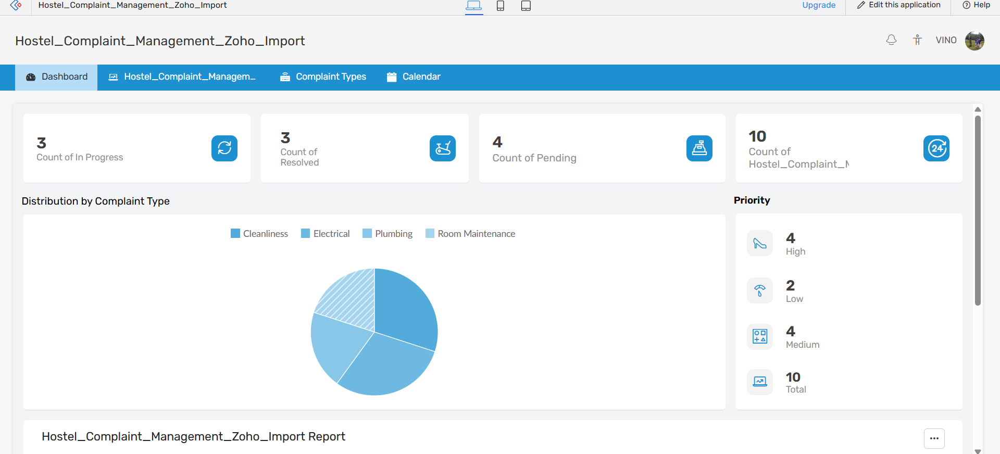 Hostel_Complaint_Management_Zoho_Import
Upgrade
Edit this application
Help
Hostel_Complaint_Management_Zoho_Import
VINO
Dashboard
Hostel_Complaint_Managem...
Complaint Types
Calendar
3
Count of In Progress
3
Count of
Resolved
4
Count of Pending
10
Count of
Hostel_Complaint_M
24
Distribution by Complaint Type
Cleanliness
Electrical
Plumbing
Room Maintenance
Priority
4
High
2
Low
4
Medium
10
Total
Hostel_Complaint_Management_Zoho_Import Report